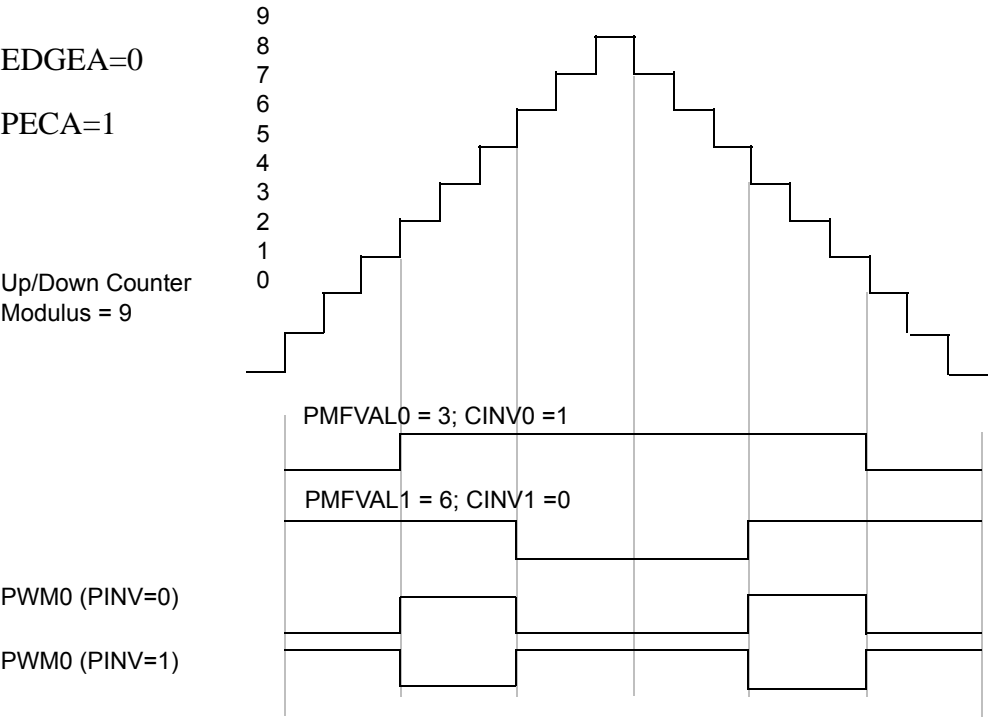 9
EDGEA=0
8
7
6
PECA=1
5
4
3
2
1
Up/Down Counter
0
Modulus = 9
PMFVAL0 = 3; CINV0 =1
PMFVAL1 = 6; CINV1 =0
PWM0 (PINV=0)
PWM0 (PINV=1)